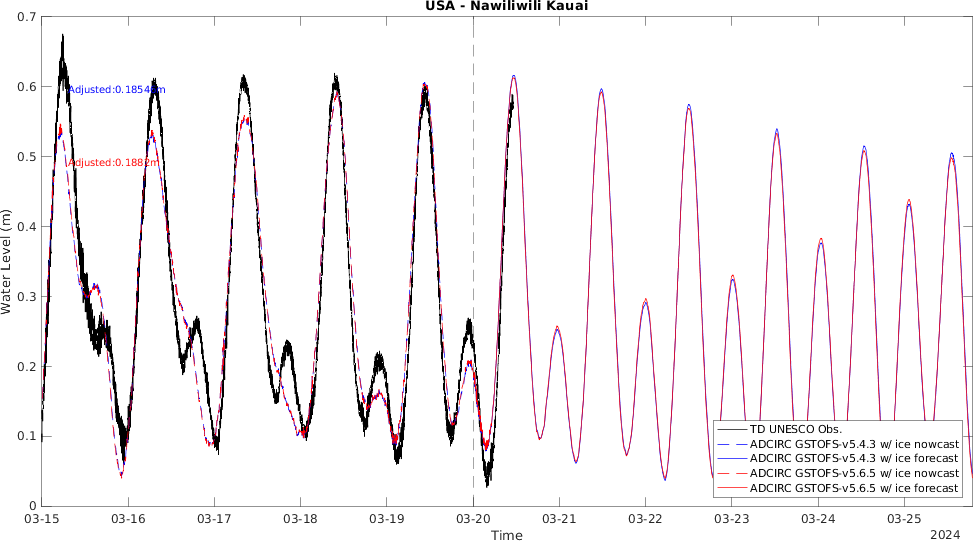 USA - Nawiliwili Kauai
0.7
0.6
0.5
0.4
0.3
0.2
0.1
0
Water Level (m)
Adjusted:0.1854m
Adjusted:0.1882m
TD UNESCO Obs.
ADCIRC GSTOFS-v5.4.3 w/ ice nowcast
ADCIRC GSTOFS-v5.4.3 w/ ice forecast
ADCIRC GSTOFS-v5.6.5 w/ ice nowcast
ADCIRC GSTOFS-v5.6.5 w/ ice forecast
03-15 03-16 03-17 03-18 03-19 03-20 03-21 03-22 03-23 03-24 03-25
Time
2024